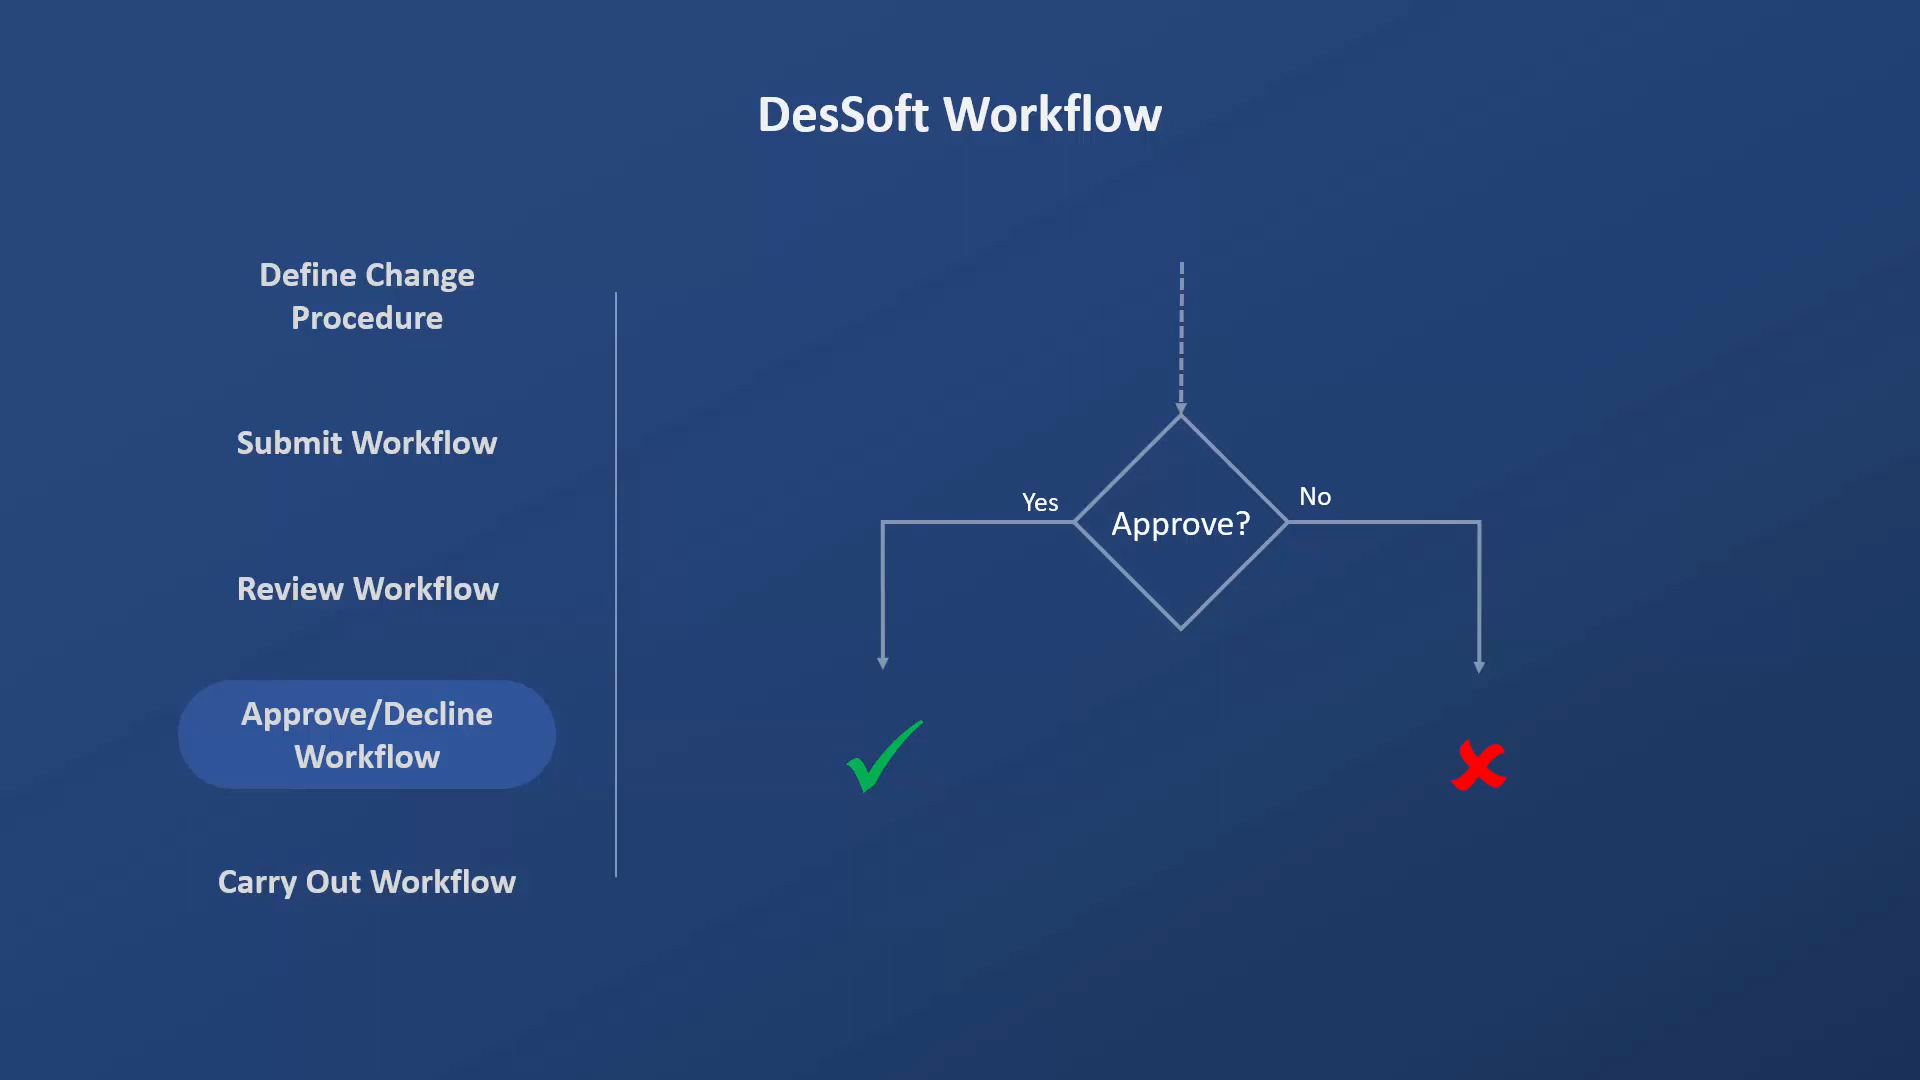 DesSoft Workflow
Define Change
Procedure
Submit Workflow
Review Workflow
Approve/Decline
Workflow
Carry Out Workflow
Yes
No
Approve?